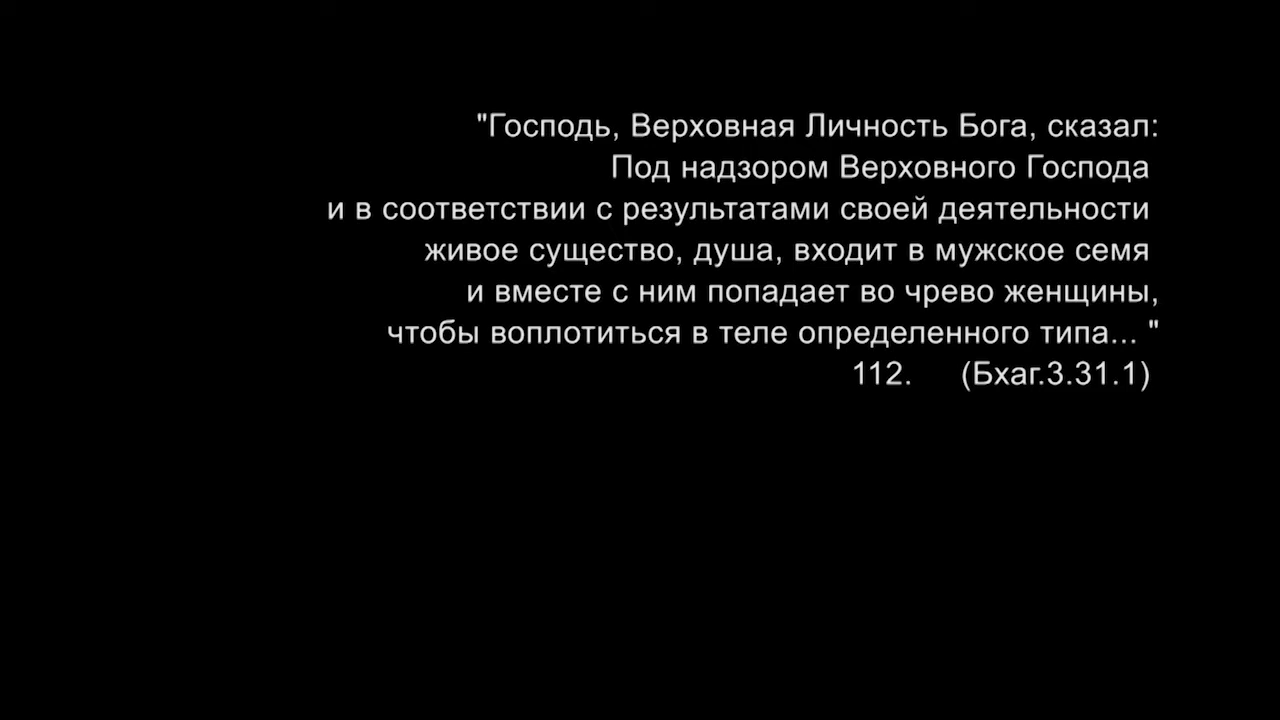 "Господь, Верховная Личность Бога, сказал:
Под надзором Верховного Господа
и в соответствии с результатами своей деятельности
живое существо, душа, входит в мужское семя
и вместе с ним попадает во чрево женщины,
чтобы воплотиться в теле определенного типа... "
112. (Бхаг.3.31.1)